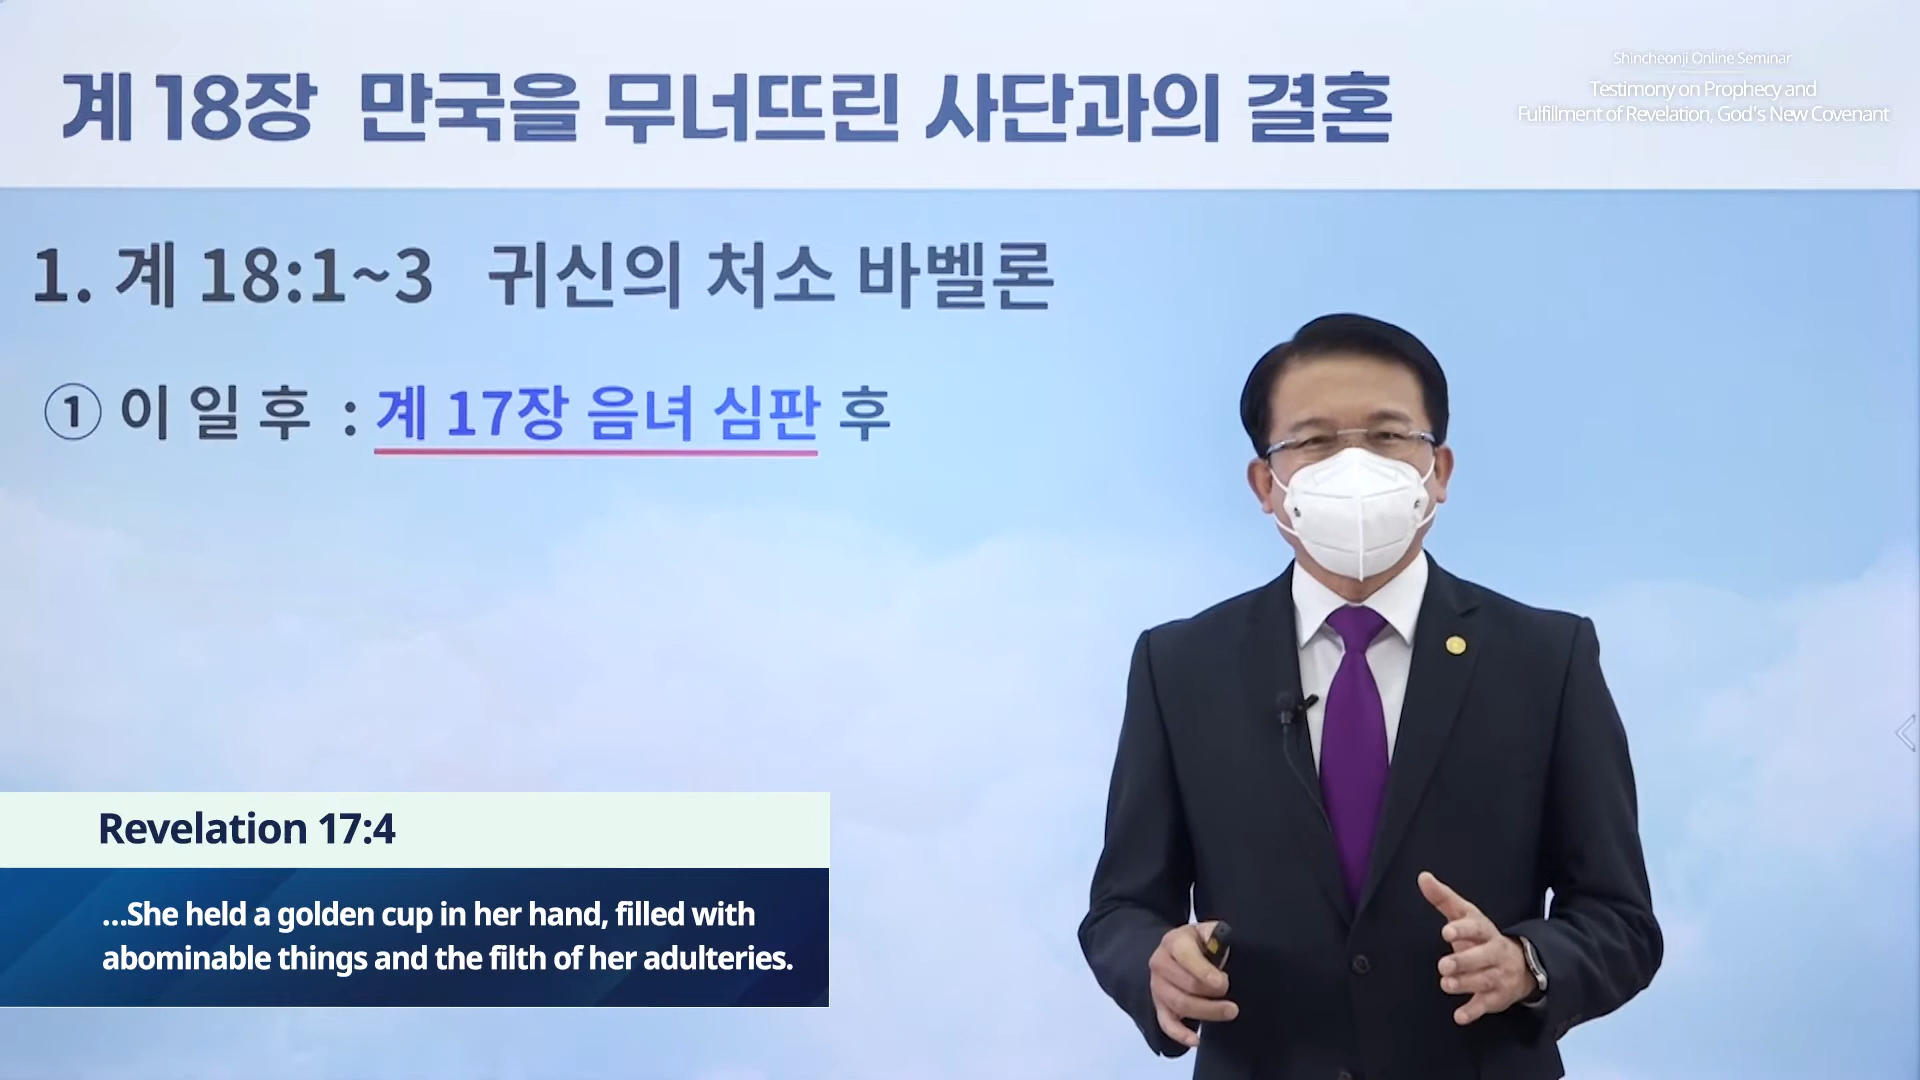 계 18장 만국을 무너뜨린 사단과의 결혼
Shincheonji Online Seminar
Testimony on Prophecy and
Fulfillment of Revelation, God's New Covenant
1. 계 18:1~3 귀신의 처소 바벨론
① 이 일 후 : 계 17장 음녀 심판 후
Revelation 17:4
...She held a golden cup in her hand, filled with
abominable things and the filth of her adulteries.